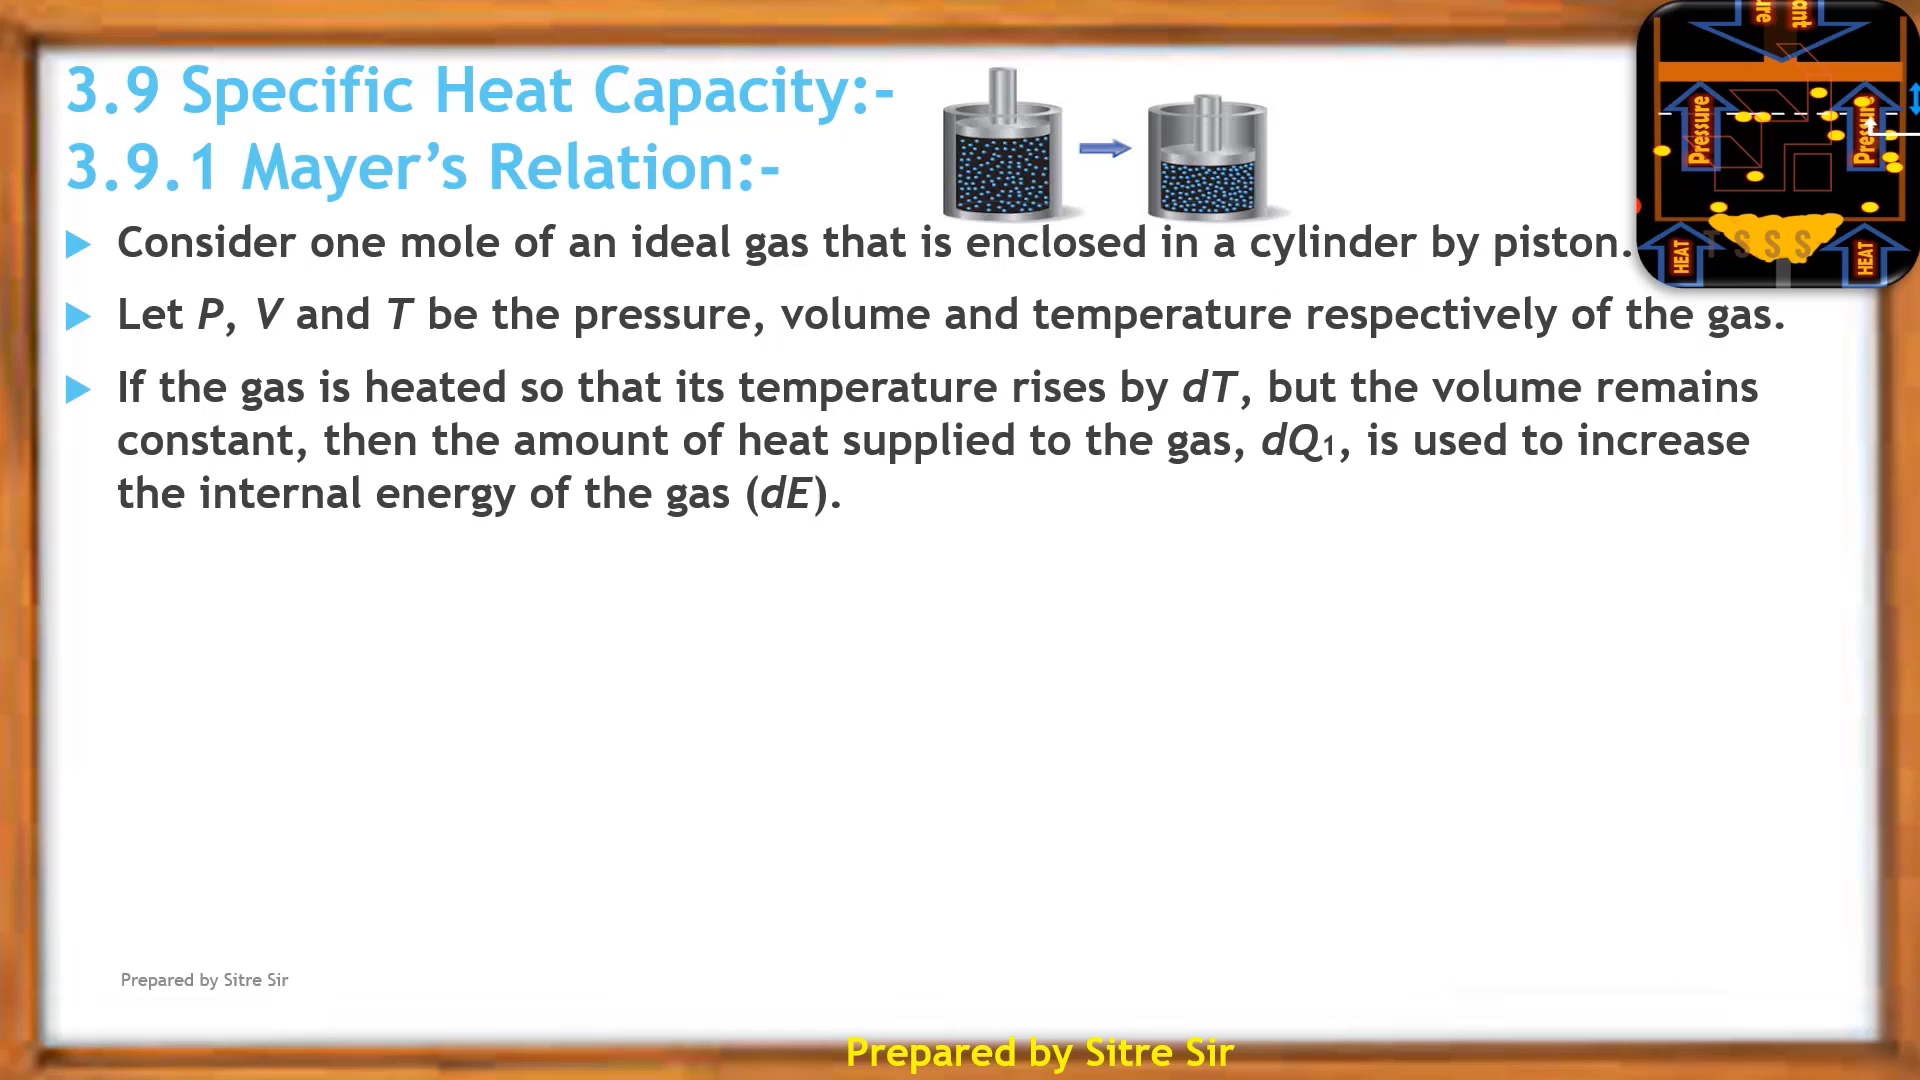 3.9 Specific Heat Capacity:-
3.9.1 Mayer’s Relation:-
Consider one mole of an ideal gas that is enclosed in a cylinder by piston.
Let P, V and T be the pressure, volume and temperature respectively of the gas.
If the gas is heated so that its temperature rises by dT, but the volume remains
constant, then the amount of heat supplied to the gas, dQ1, is used to increase
the internal energy of the gas (dE).
Pressure
Pressure
HEAT
T S S S
HEAT
Prepared by Sitre Sir
Prepared by Sitre Sir